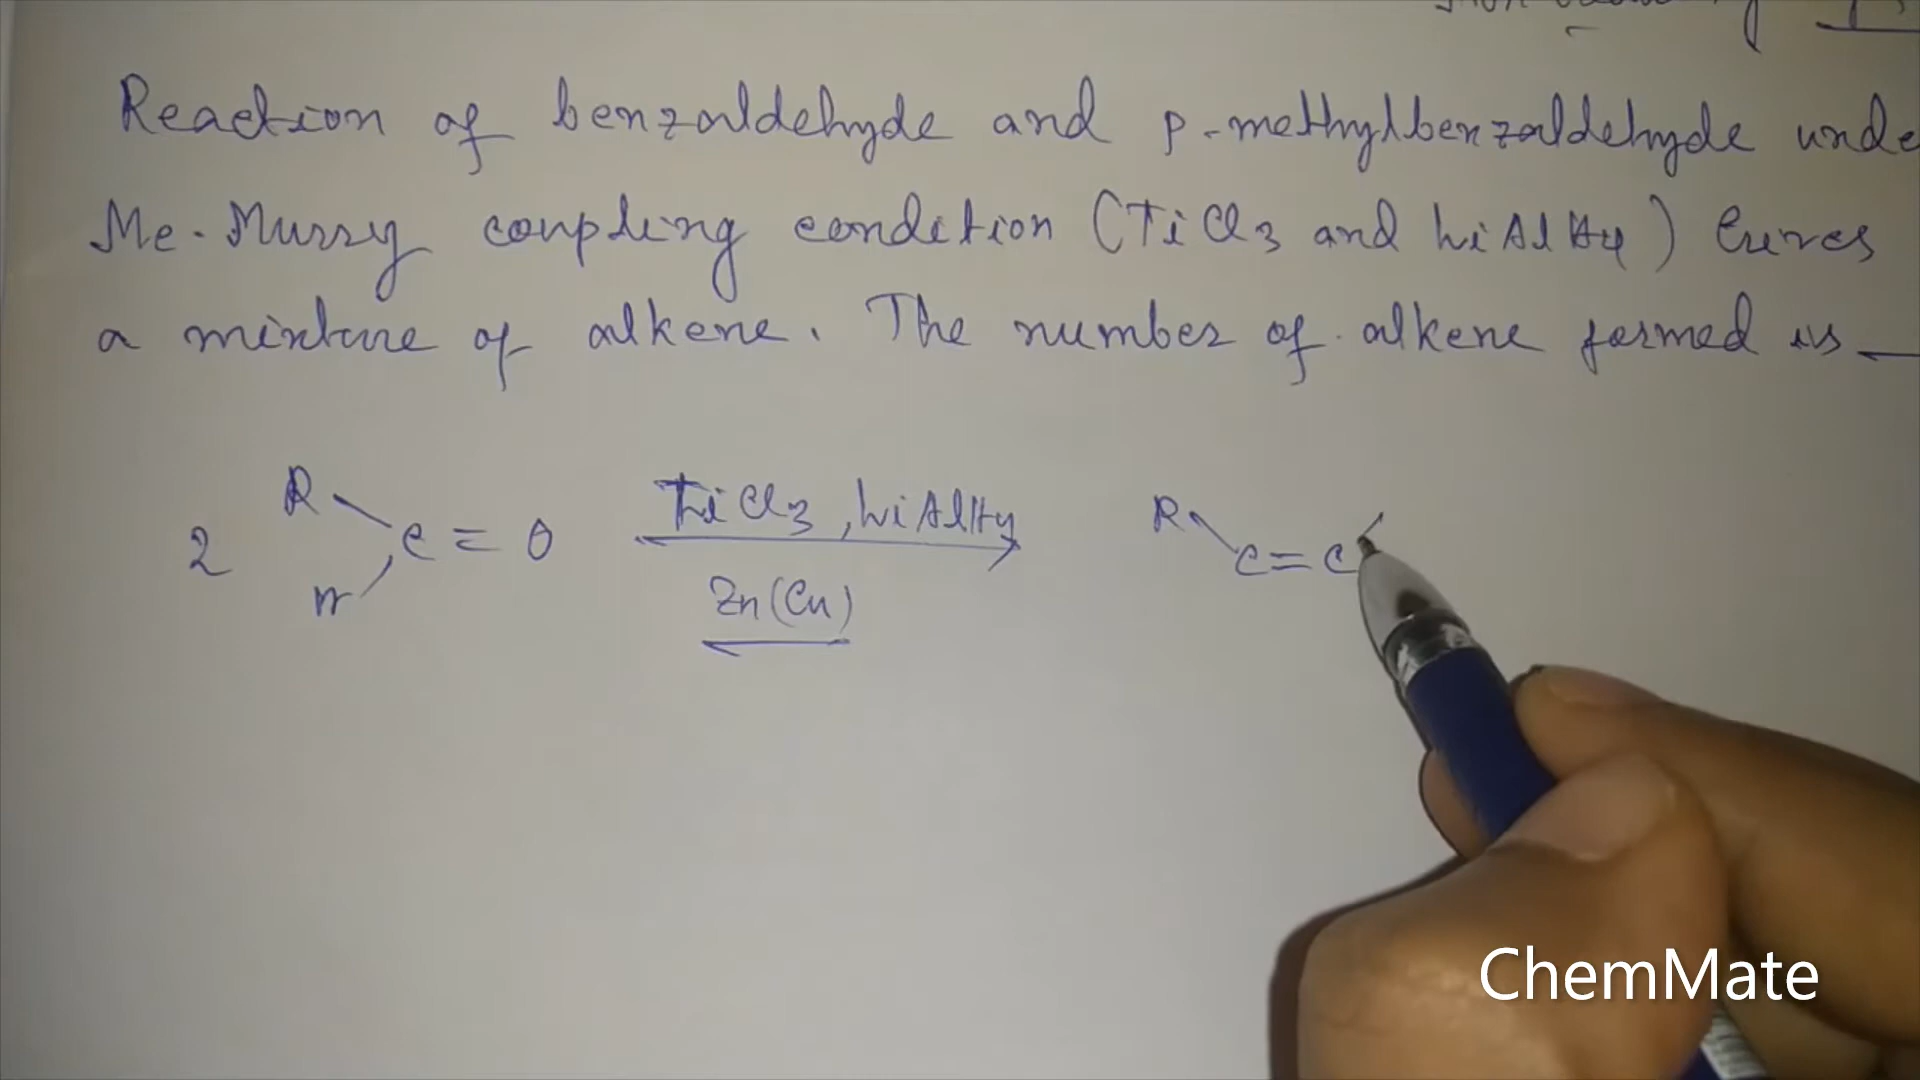 Reaction of benzaldehyde and p-methylbenzaldehyde unde
Mc-Murry coupling condition (TiCl3 and LiAlH4) Gives
a mixture of alkene. The number of alkene formed is
2 R C = O TiCl3, LiAlH4 R C = C
H Zn(Cu)
ChemMate